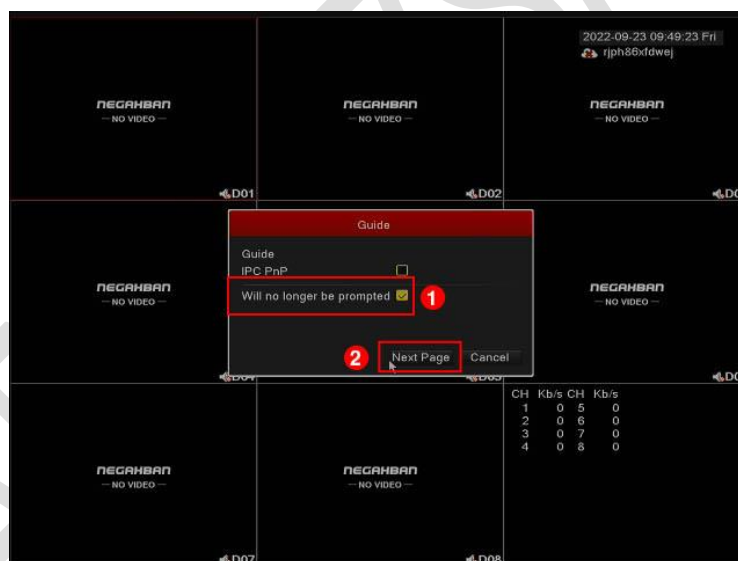 2022-09-23 09:49:23 Fri
rjph86xfdwej
NEGAHBAN
— NO VIDEO —
NEGAHBAN
— NO VIDEO —
NEGAHBAN
— NO VIDEO —
D01
D02
Guide
Guide
IPC PnP
Will no longer be prompted
1
2
Next Page
Cancel
NEGAHBAN
— NO VIDEO —
NEGAHBAN
— NO VIDEO —
CH Kb/s CH Kb/s
1 0 5 0
2 0 6 0
3 0 7 0
4 0 8 0
NEGAHBAN
— NO VIDEO —
NEGAHBAN
— NO VIDEO —
D07
D08